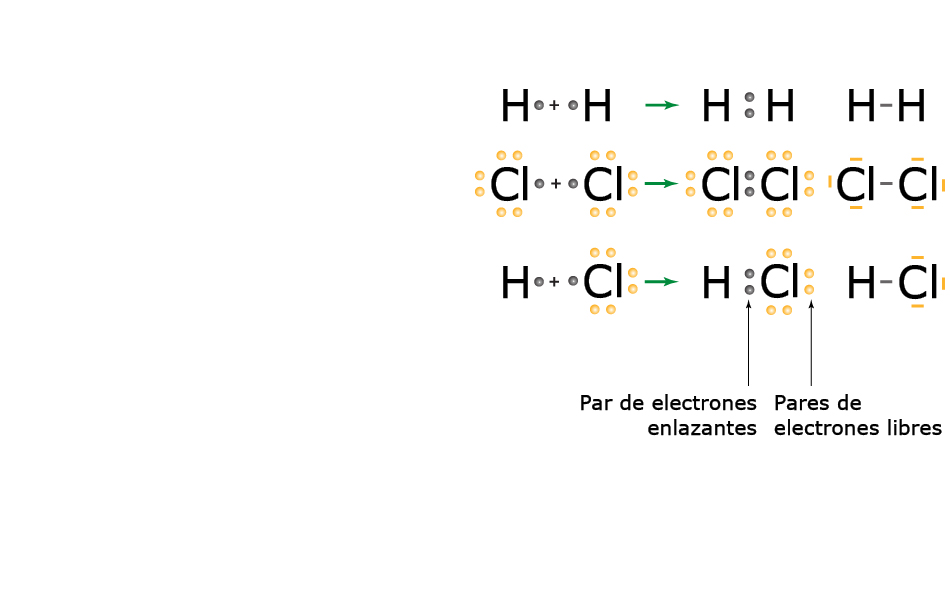 H + H → H H H-H
Cl + Cl → Cl Cl Cl-Cl
H + Cl → H Cl H-Cl
Par de electrones enlazantes
Pares de electrones libres